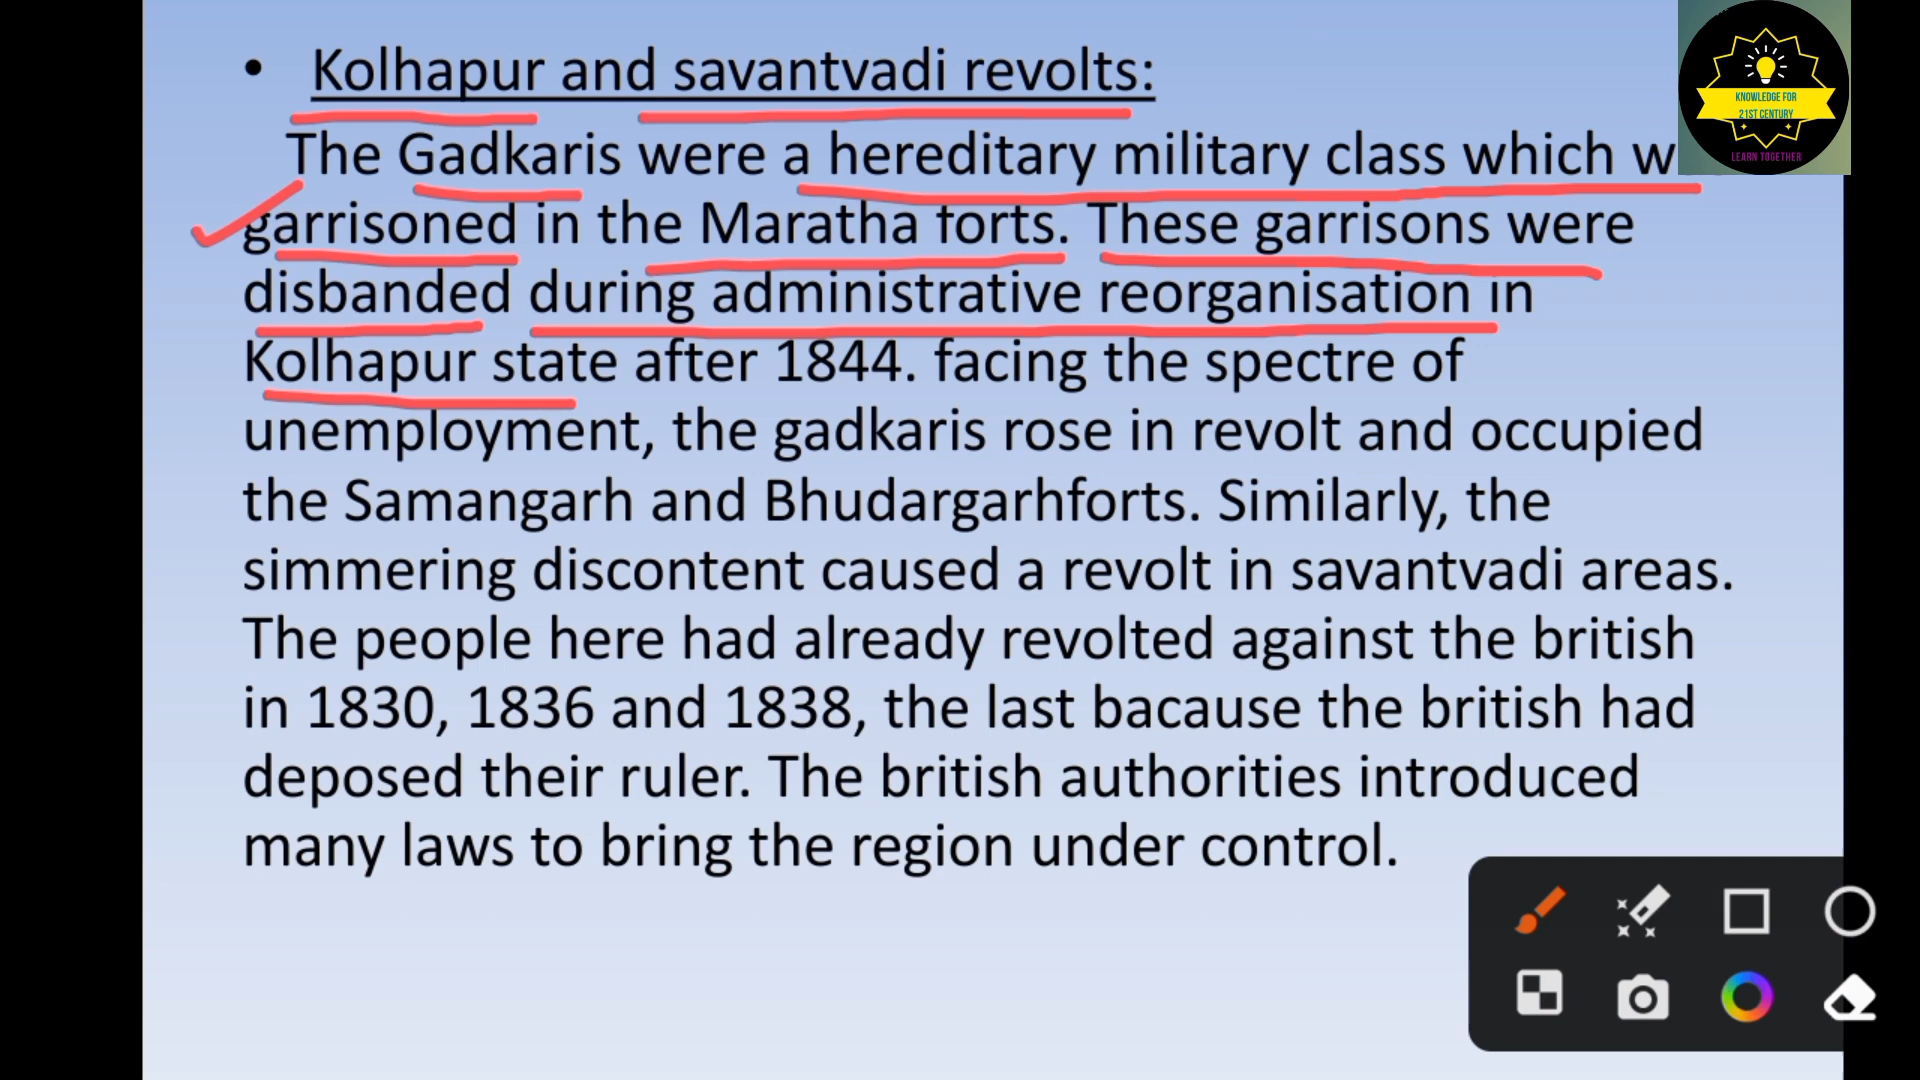 • Kolhapur and savantvadi revolts:
The Gadkaris were a hereditary military class which
garrisoned in the Maratha forts. These garrisons were
disbanded during administrative reorganisation in
Kolhapur state after 1844. facing the spectre of
unemployment, the gadkaris rose in revolt and occupied
the Samangarh and Bhudargarhforts. Similarly, the
simmering discontent caused a revolt in savantvadi areas.
The people here had already revolted against the british
in 1830, 1836 and 1838, the last bacause the british had
deposed their ruler. The british authorities introduced
many laws to bring the region under control.
KNOWLEDGE FOR
21ST CENTURY
LEARN TOGETHER